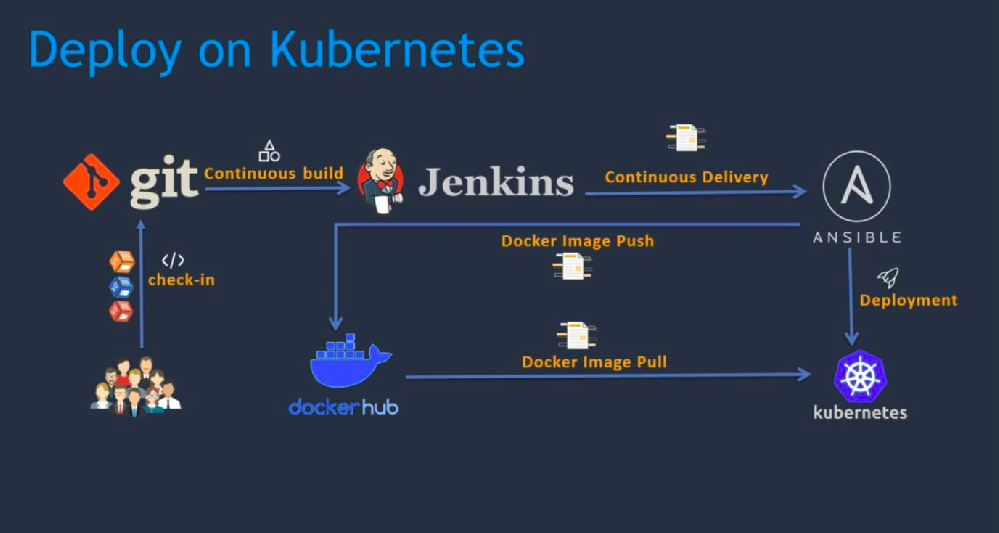 Deploy on Kubernetes
git
Continuous build
Jenkins
Continuous Delivery
ANSIBLE
Docker Image Push
</>
check-in
Deployment
Docker Image Pull
dockerhub
kubernetes